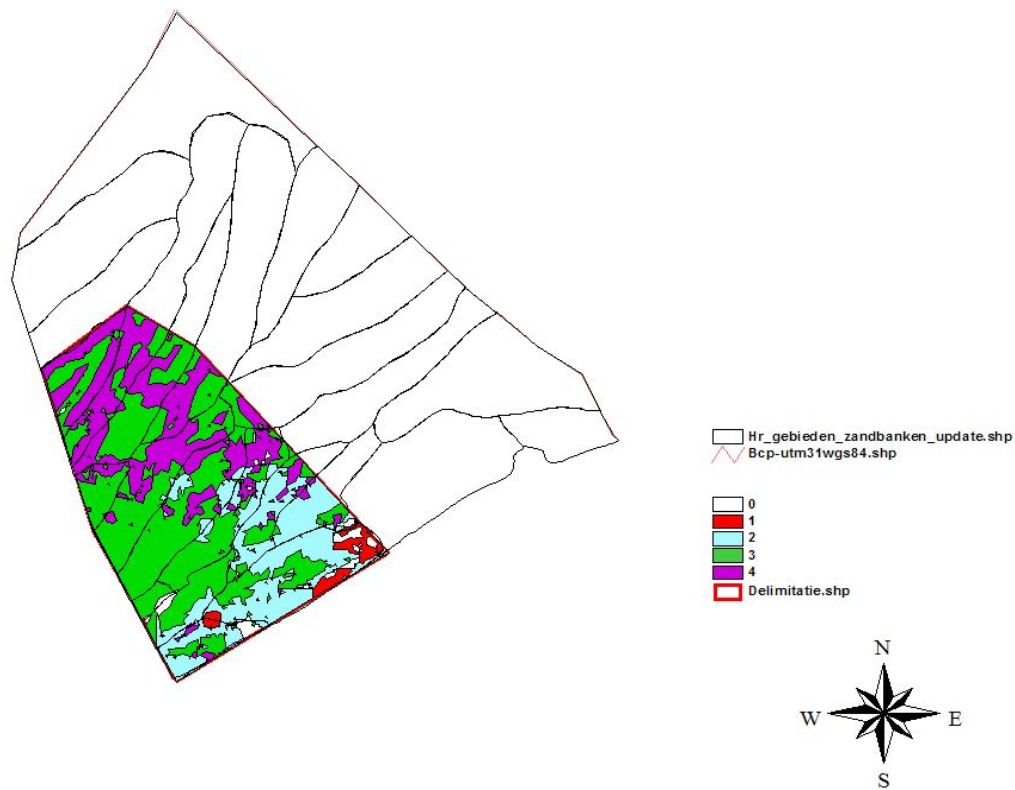 Hr_gebieden_zandbanken_update.shp
Bcp-utm31wgs84.shp
0
1
2
3
4
Delimitatie.shp
N
W E
S